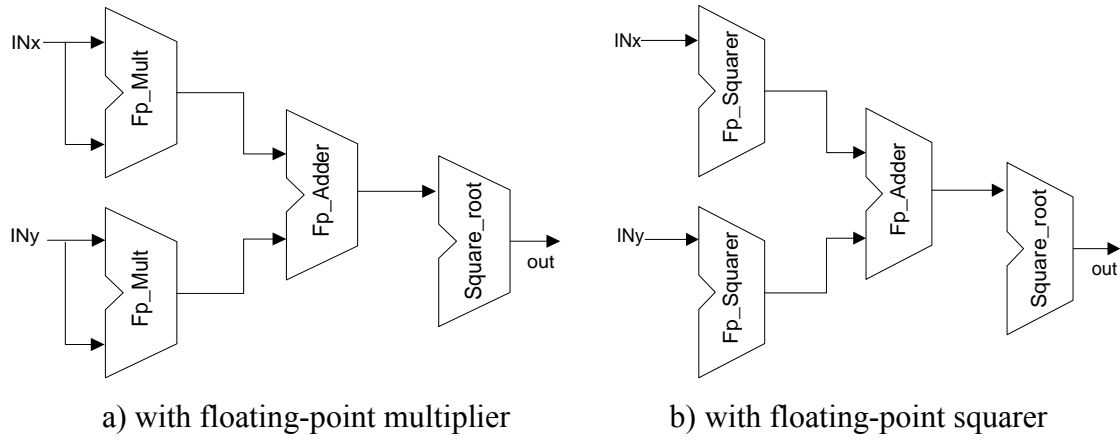 INx
Fp_Mult
INy
Fp_Mult
Fp_Adder
Square_root
out
a) with floating-point multiplier
INx
Fp_Squarer
INy
Fp_Squarer
Fp_Adder
Square_root
out
b) with floating-point squarer